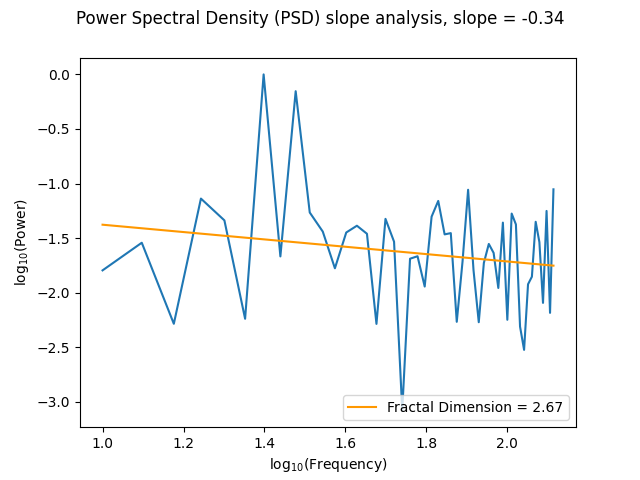 Power Spectral Density (PSD) slope analysis, slope = -0.34
0.0
−0.5
−1.0
−1.5
−2.0
−2.5
−3.0
log₁₀(Power)
Fractal Dimension = 2.67
1.0 1.2 1.4 1.6 1.8 2.0
log₁₀(Frequency)